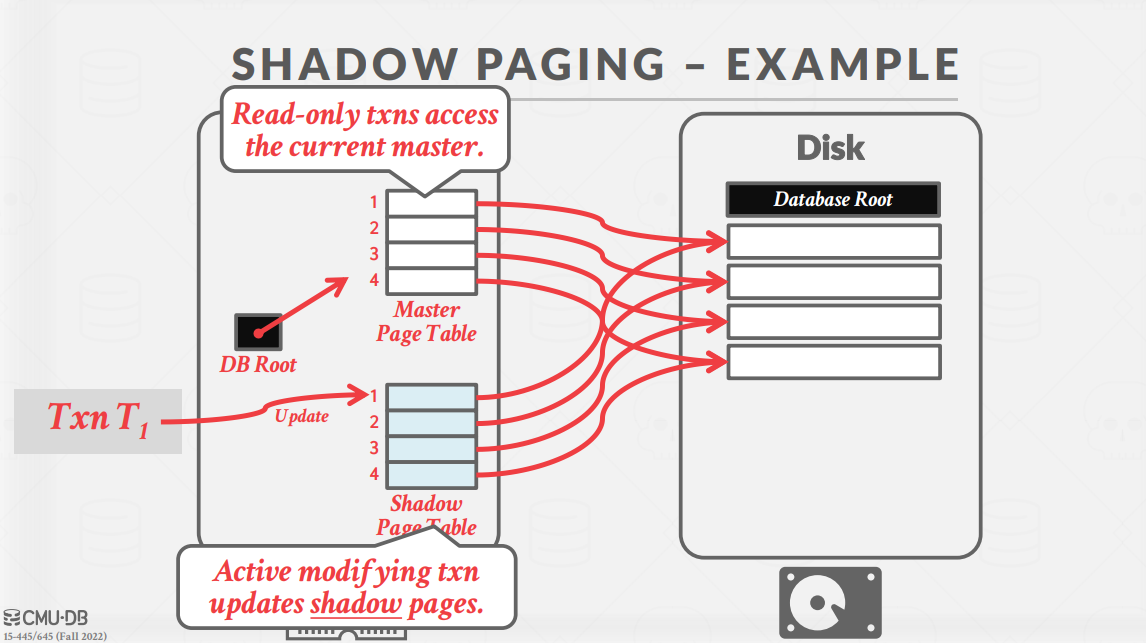 SHADOW PAGING – EXAMPLE
Read-only txns access
the current master.
1
2
3
4
Master
Page Table
DB Root
Txn T1
Update
1
2
3
4
Shadow
Page Table
Active modifying txn
updates shadow pages.
Disk
Database Root
CMU·DB
15-445/645 (Fall 2022)